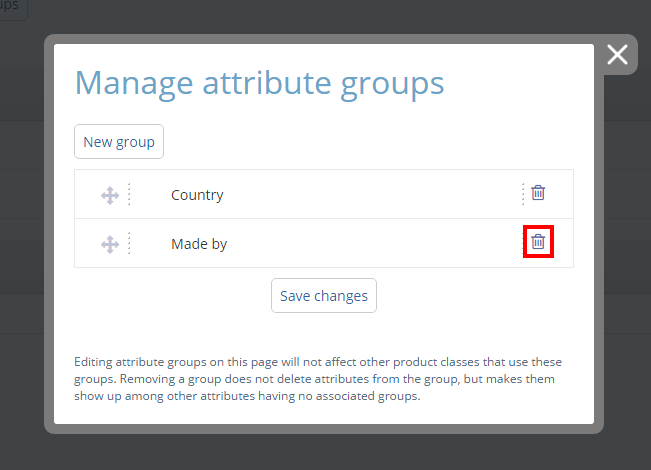 Manage attribute groups
New group
Country
Made by
Save changes
Editing attribute groups on this page will not affect other product classes that use these
groups. Removing a group does not delete attributes from the group, but makes them
show up among other attributes having no associated groups.